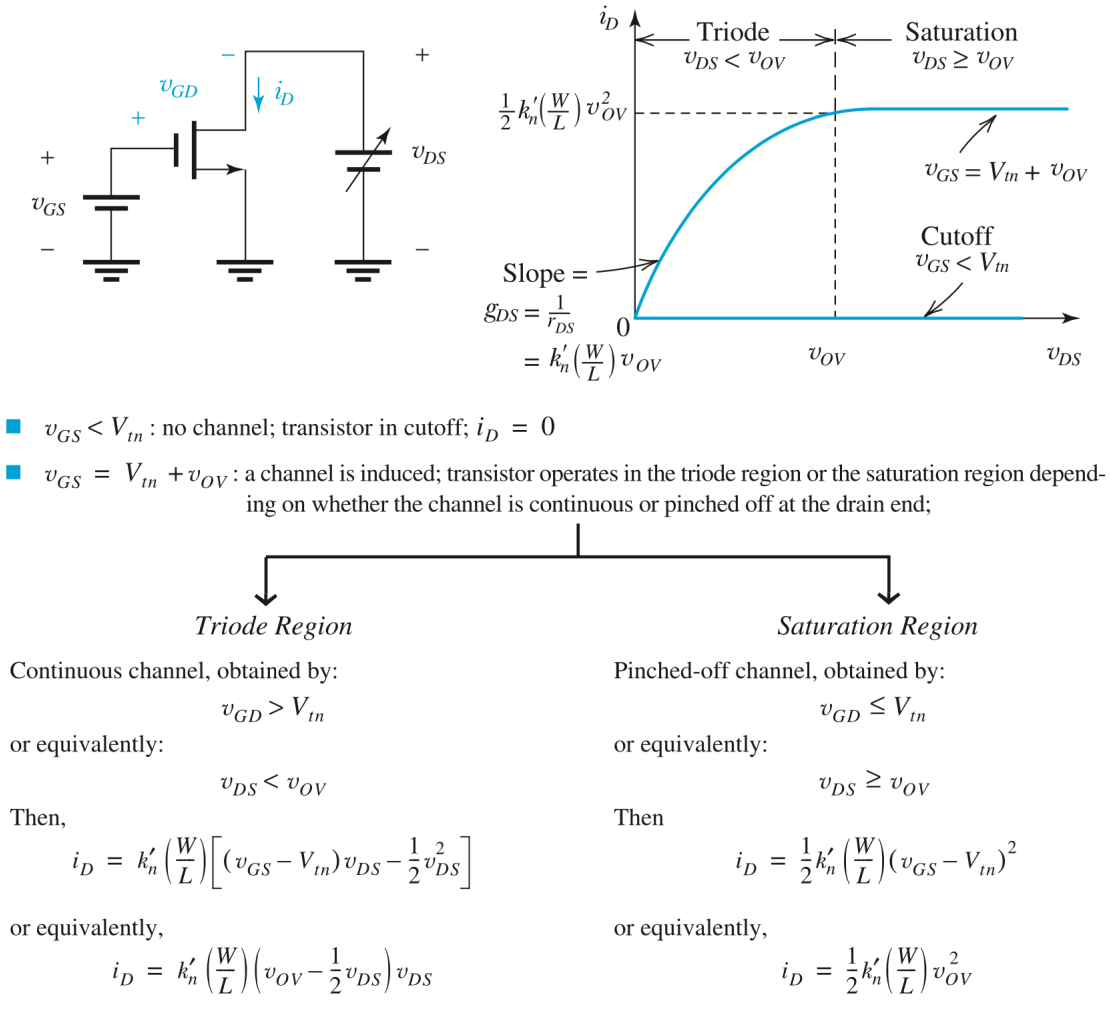 v_GD
−
i_D
+
+
v_GS
−
+
v_DS
−
i_D
Triode
v_DS < v_OV
Saturation
v_DS ≥ v_OV
½ k′_n (W/L) v²_OV
v_GS = V_tn + v_OV
Cutoff
v_GS < V_tn
Slope =
g_DS = 1/r_DS
= k′_n (W/L) v_OV
0
v_OV
v_DS
■ v_GS < V_tn : no channel; transistor in cutoff; i_D = 0
■ v_GS = V_tn + v_OV : a channel is induced; transistor operates in the triode region or the saturation region depend-
ing on whether the channel is continuous or pinched off at the drain end;
Triode Region
Continuous channel, obtained by:
v_GD > V_tn
or equivalently:
v_DS < v_OV
Then,
i_D = k′_n (W/L) [(v_GS − V_tn) v_DS − ½ v²_DS]
or equivalently,
i_D = k′_n (W/L) (v_OV − ½ v_DS) v_DS
Saturation Region
Pinched-off channel, obtained by:
v_GD ≤ V_tn
or equivalently:
v_DS ≥ v_OV
Then
i_D = ½ k′_n (W/L) (v_GS − V_tn)²
or equivalently,
i_D = ½ k′_n (W/L) v²_OV